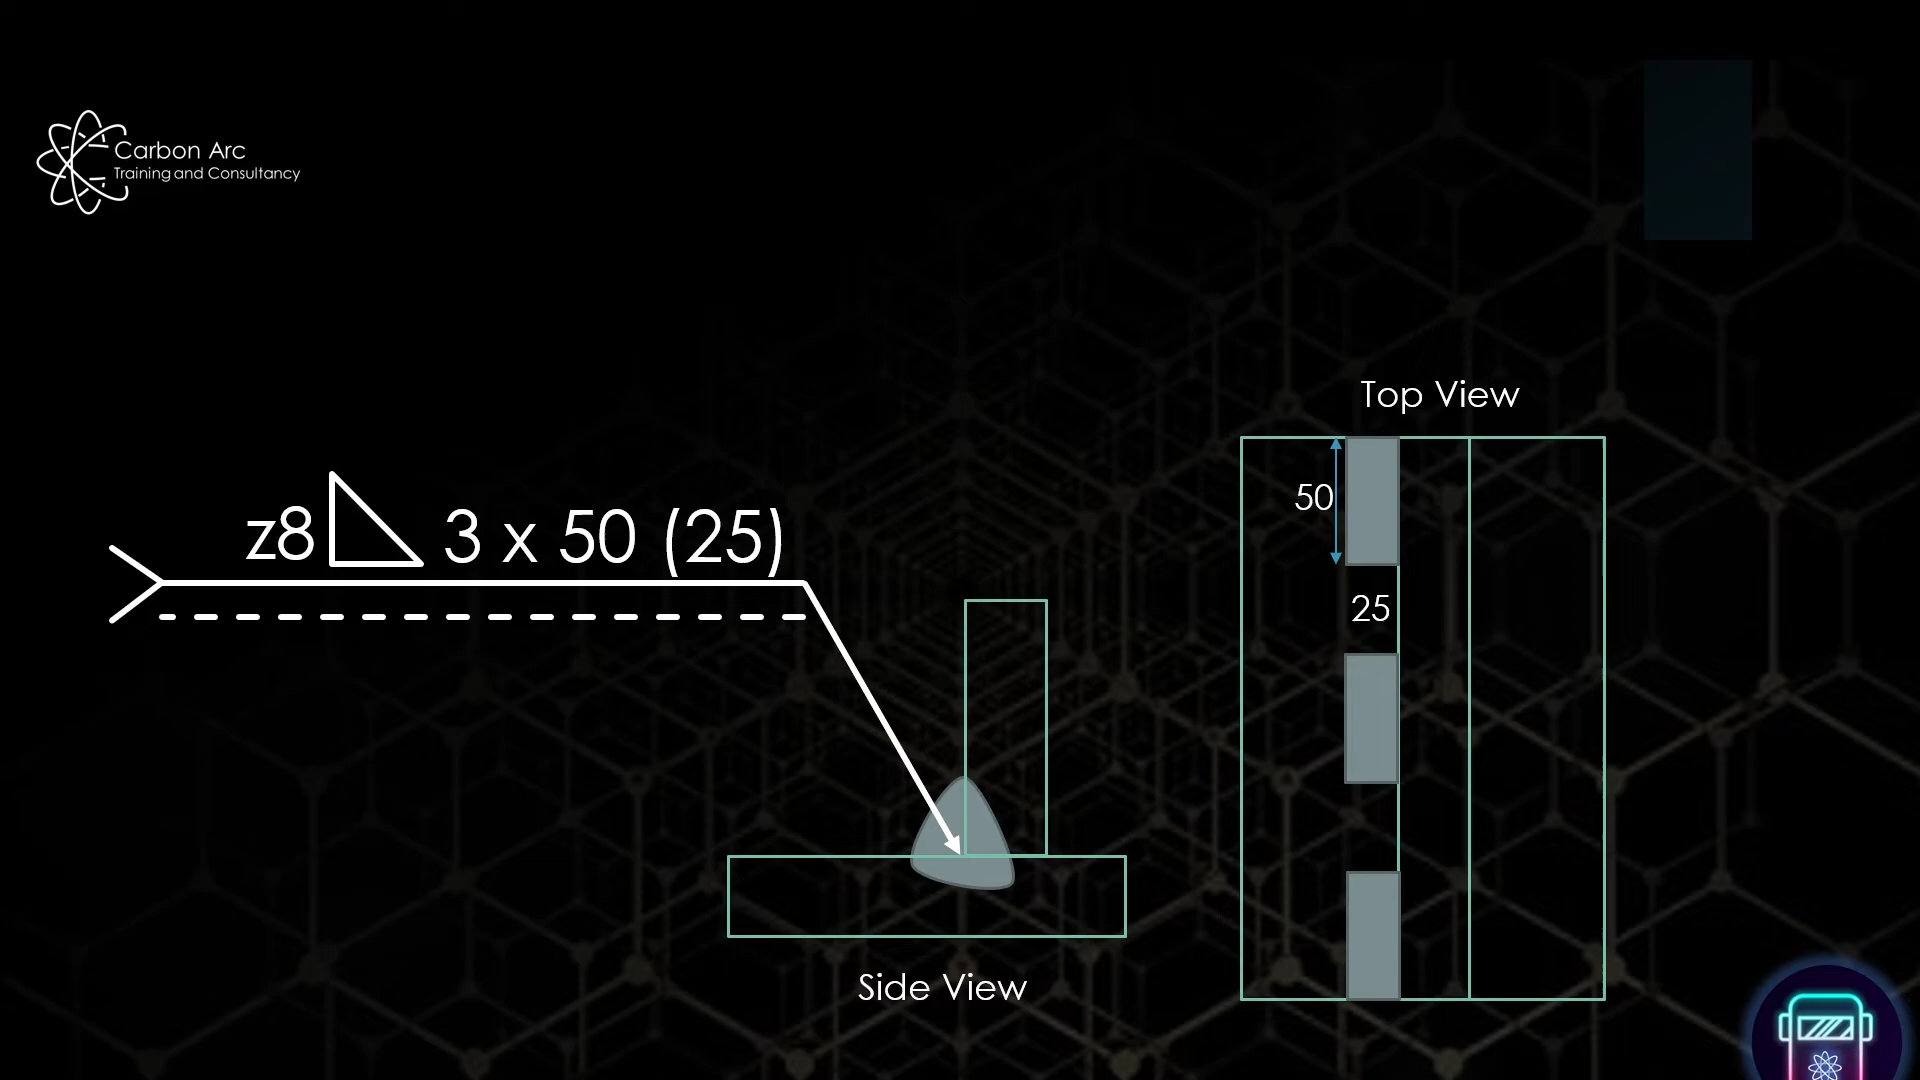 Carbon Arc
Training and Consultancy
Top View
50
z8 3 x 50 (25)
25
Side View